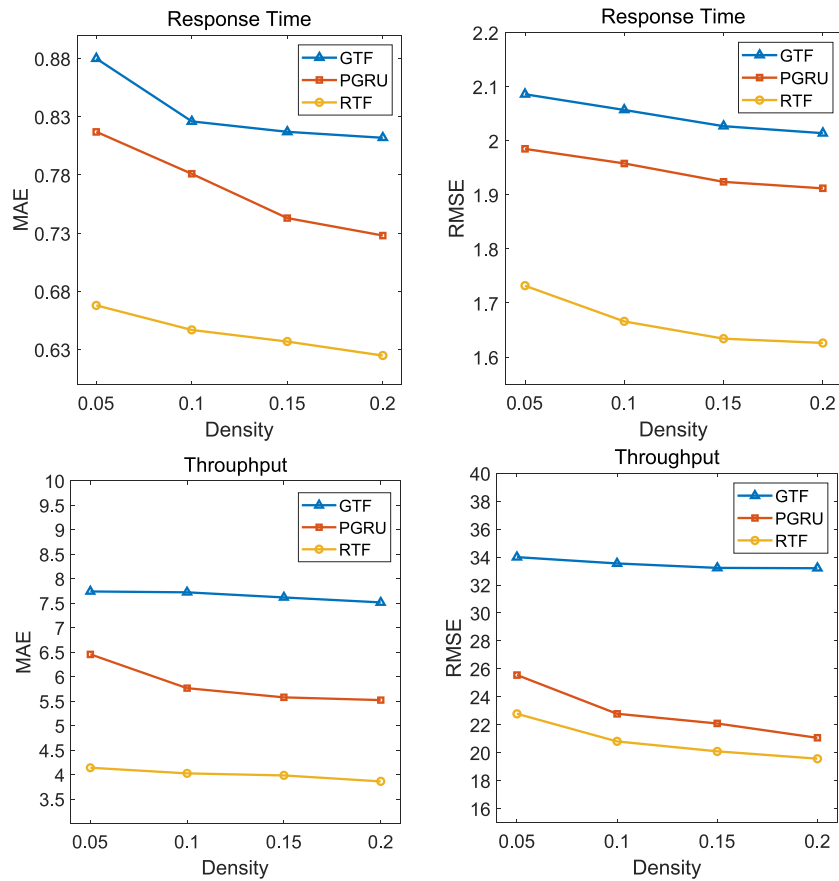 Response Time
0.88
0.83
0.78
0.73
0.68
0.63
MAE
GTF
PGRU
RTF
0.05 0.1 0.15 0.2
Density
Response Time
2.2
2.1
2
1.9
1.8
1.7
1.6
RMSE
GTF
PGRU
RTF
0.05 0.1 0.15 0.2
Density
Throuphput
10
9.5
9
8.5
8
7.5
7
6.5
6
5.5
5
4.5
4
3.5
MAE
GTF
PGRU
RTF
0.05 0.1 0.15 0.2
Density
Throughput
40
38
36
34
32
30
28
26
24
22
20
18
16
RMSE
GTF
PGRU
RTF
0.05 0.1 0.15 0.2
Density